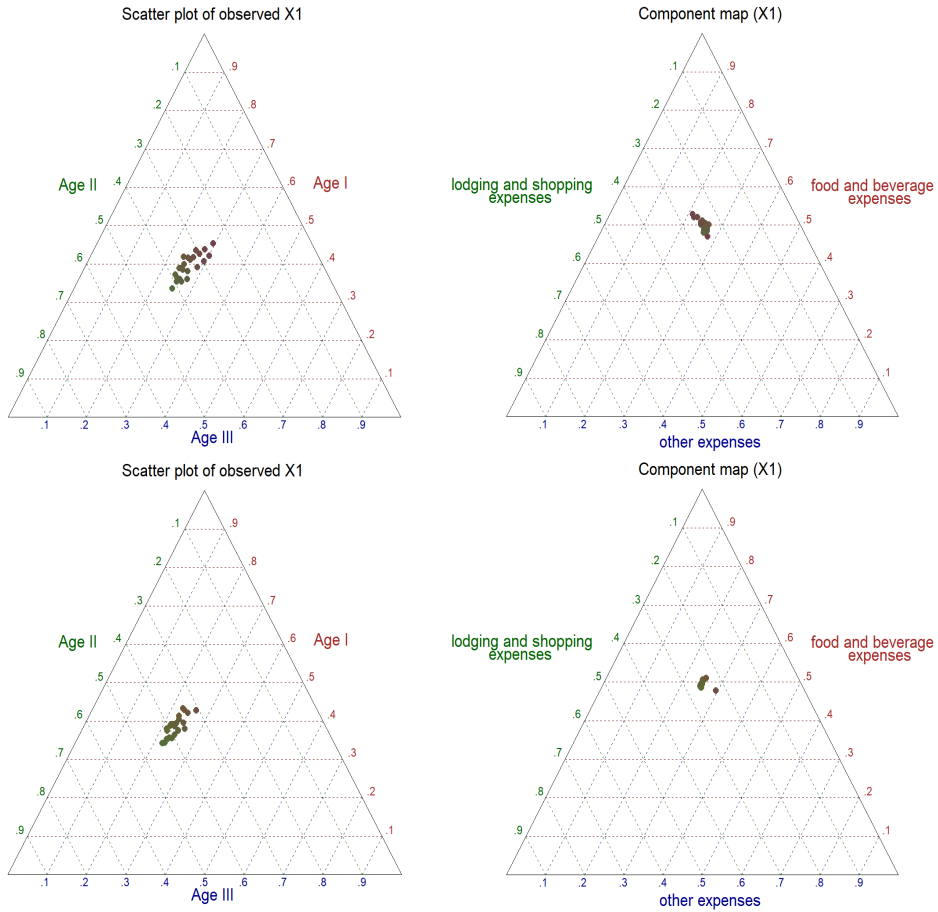 Scatter plot of observed X1
Component map (X1)
.1 .9 .1 .9
.2 .8 .2 .8
.3 .7 .3 .7
.4 .6 .4 .6
Age II Age I lodging and shopping food and beverage
expenses expenses
.5 .5 .5 .5
.6 .4 .6 .4
.7 .3 .7 .3
.8 .2 .8 .2
.9 .1 .9 .1
.1 .2 .3 .4 .5 .6 .7 .8 .9 .1 .2 .3 .4 .5 .6 .7 .8 .9
Age III other expenses
Scatter plot of observed X1
Component map (X1)
.1 .9 .1 .9
.2 .8 .2 .8
.3 .7 .3 .7
.4 .6 .4 .6
Age II Age I lodging and shopping food and beverage
expenses expenses
.5 .5 .5 .5
.6 .4 .6 .4
.7 .3 .7 .3
.8 .2 .8 .2
.9 .1 .9 .1
.1 .2 .3 .4 .5 .6 .7 .8 .9 .1 .2 .3 .4 .5 .6 .7 .8 .9
Age III other expenses